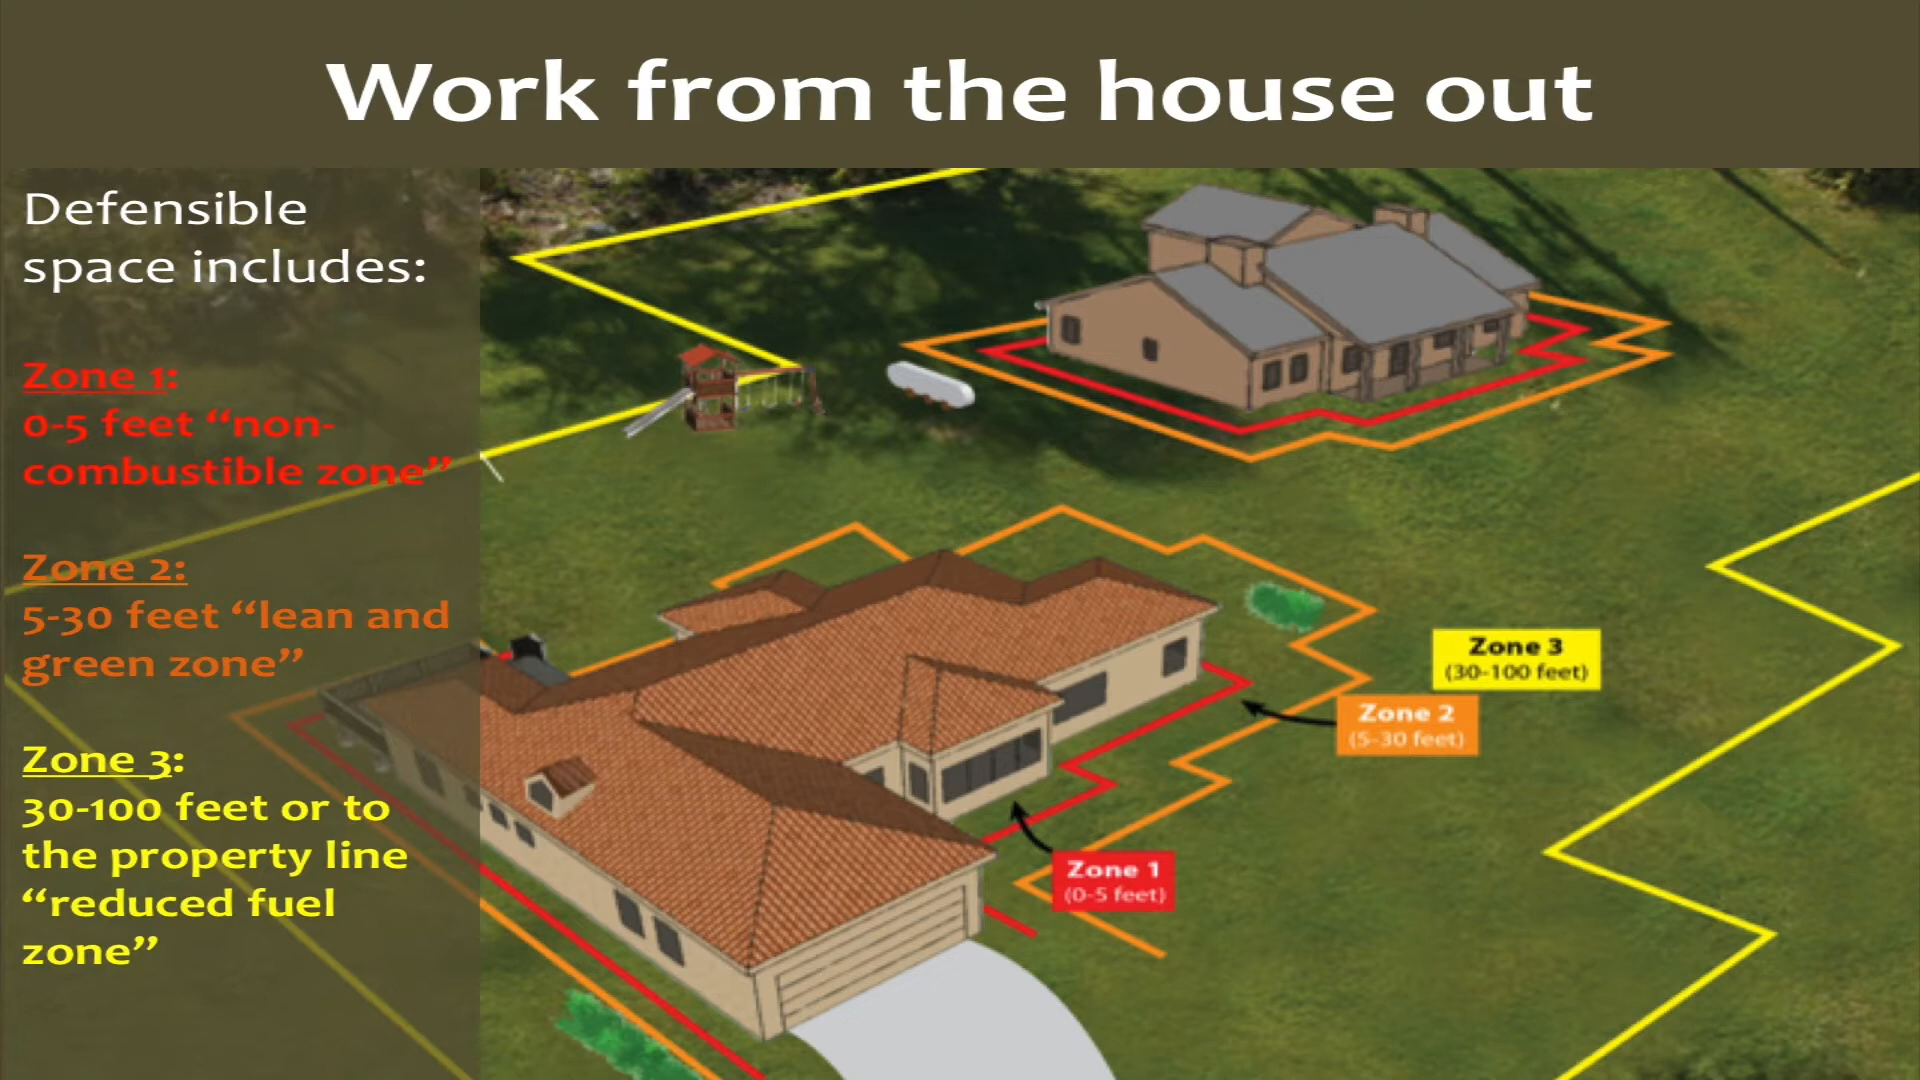 Work from the house out
Defensible
space includes:
Zone 1:
0-5 feet “non-
combustible zone”
Zone 2:
5-30 feet “lean and
green zone”
Zone 3:
30-100 feet or to
the property line
“reduced fuel
zone”
Zone 3
(30-100 feet)
Zone 2
(5-30 feet)
Zone 1
(0-5 feet)